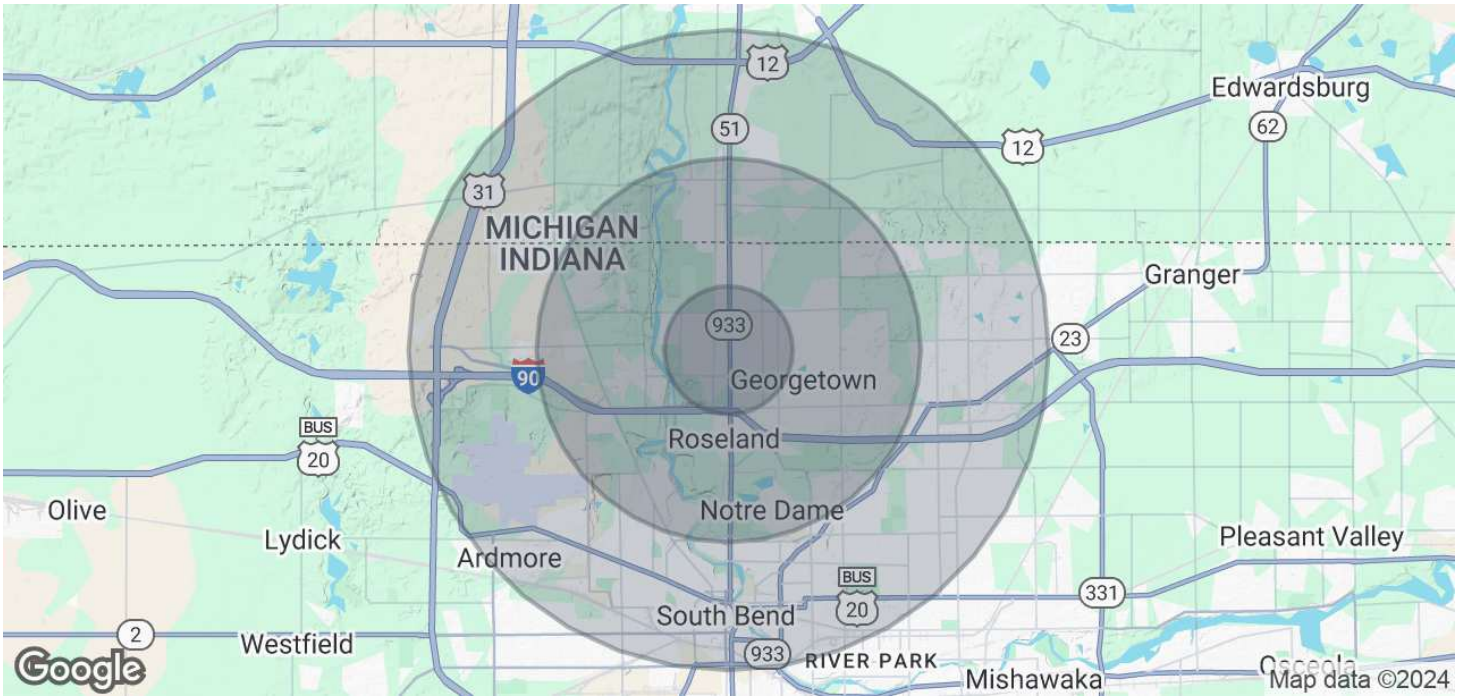 12
Edwardsburg
51
62
12
31
MICHIGAN
INDIANA
Granger
933
23
90
Georgetown
BUS
20
Roseland
Olive
Notre Dame
Lydick
Pleasant Valley
Ardmore
BUS
20
331
South Bend
2
Westfield
933
RIVER PARK
Osceola
Google
Mishawaka
Map data ©2024